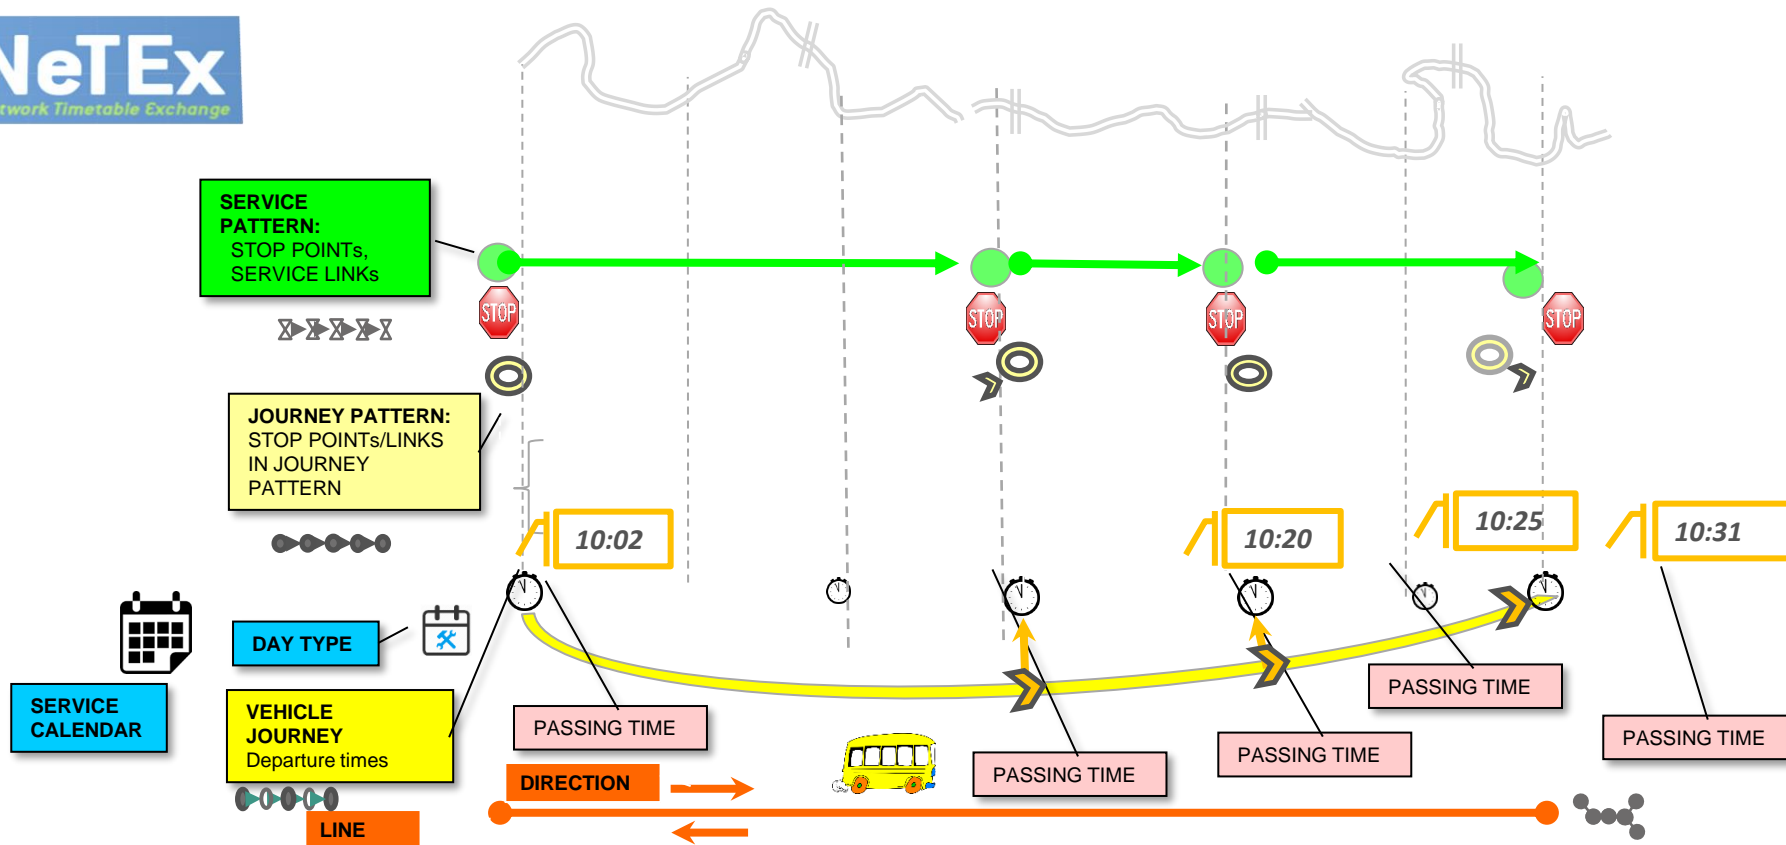 NeTEx
twork Timetable Exchange
SERVICE
PATTERN:
STOP POINTs,
SERVICE LINKs
STOP
STOP
STOP
STOP
JOURNEY PATTERN:
STOP POINTs/LINKS
IN JOURNEY
PATTERN
10:02
10:20
10:25
10:31
DAY TYPE
SERVICE
CALENDAR
VEHICLE
JOURNEY
Departure times
PASSING TIME
PASSING TIME
PASSING TIME
PASSING TIME
PASSING TIME
DIRECTION
LINE